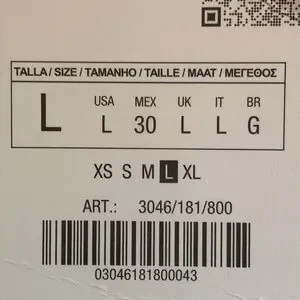 TALLA / SIZE / TAMANHO / TAILLE / MAAT / ΜΕΓΕΘΟΣ
USA MEX UK IT BR
L L 30 L L G
XS S M L XL
ART.: 3046/181/800
03046181800043